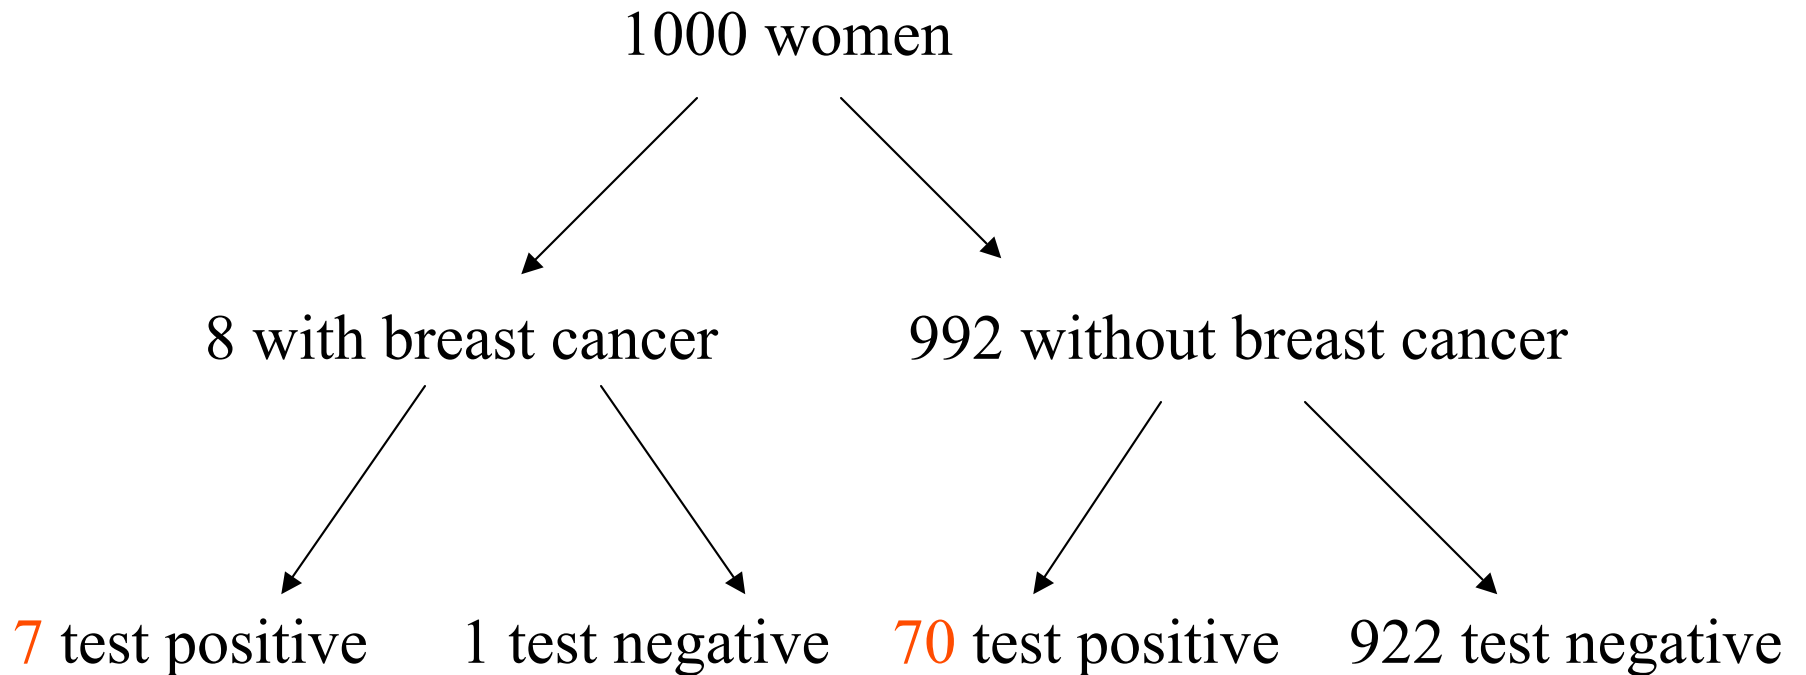 1000 women
8 with breast cancer 992 without breast cancer
7 test positive 1 test negative 70 test positive 922 test negative